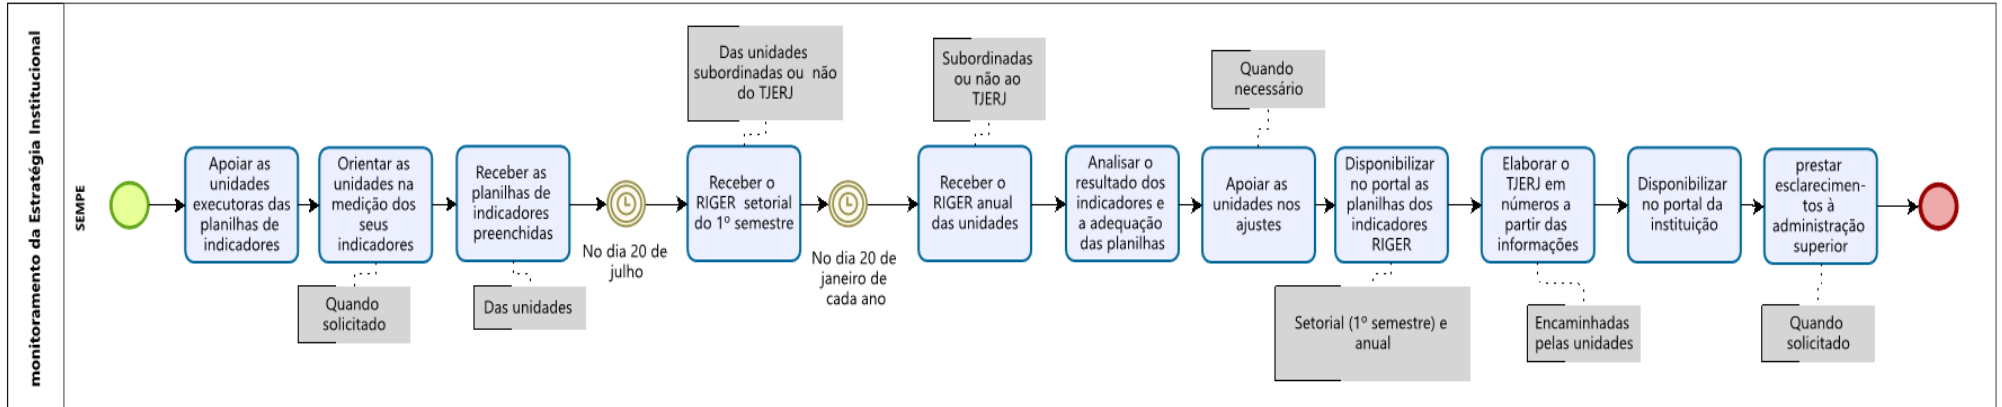 monitoramento da Estratégia Institucional
SEMPE
Apoiar as
unidades
executoras das
planilhas de
indicadores
Orientar as
unidades na
medição dos
seus
indicadores
Quando
solicitado
Receber as
planilhas de
indicadores
preenchidas
Das unidades
No dia 20 de
julho
Das unidades
subordinadas ou não
do TJERJ
Receber o
RIGER setorial
do 1º semestre
No dia 20 de
janeiro de
cada ano
Subordinadas
ou não ao
TJERJ
Receber o
RIGER anual
das unidades
Analisar o
resultado dos
indicadores e
a adequação
das planilhas
Quando
necessário
Apoiar as
unidades nos
ajustes
Disponibilizar
no portal as
planilhas dos
indicadores
RIGER
Setorial (1º semestre) e
anual
Elaborar o
TJERJ em
números a
partir das
informações
Encaminhadas
pelas unidades
Disponibilizar
no portal da
instituição
prestar
esclarecimen-
tos à
administração
superior
Quando
solicitado